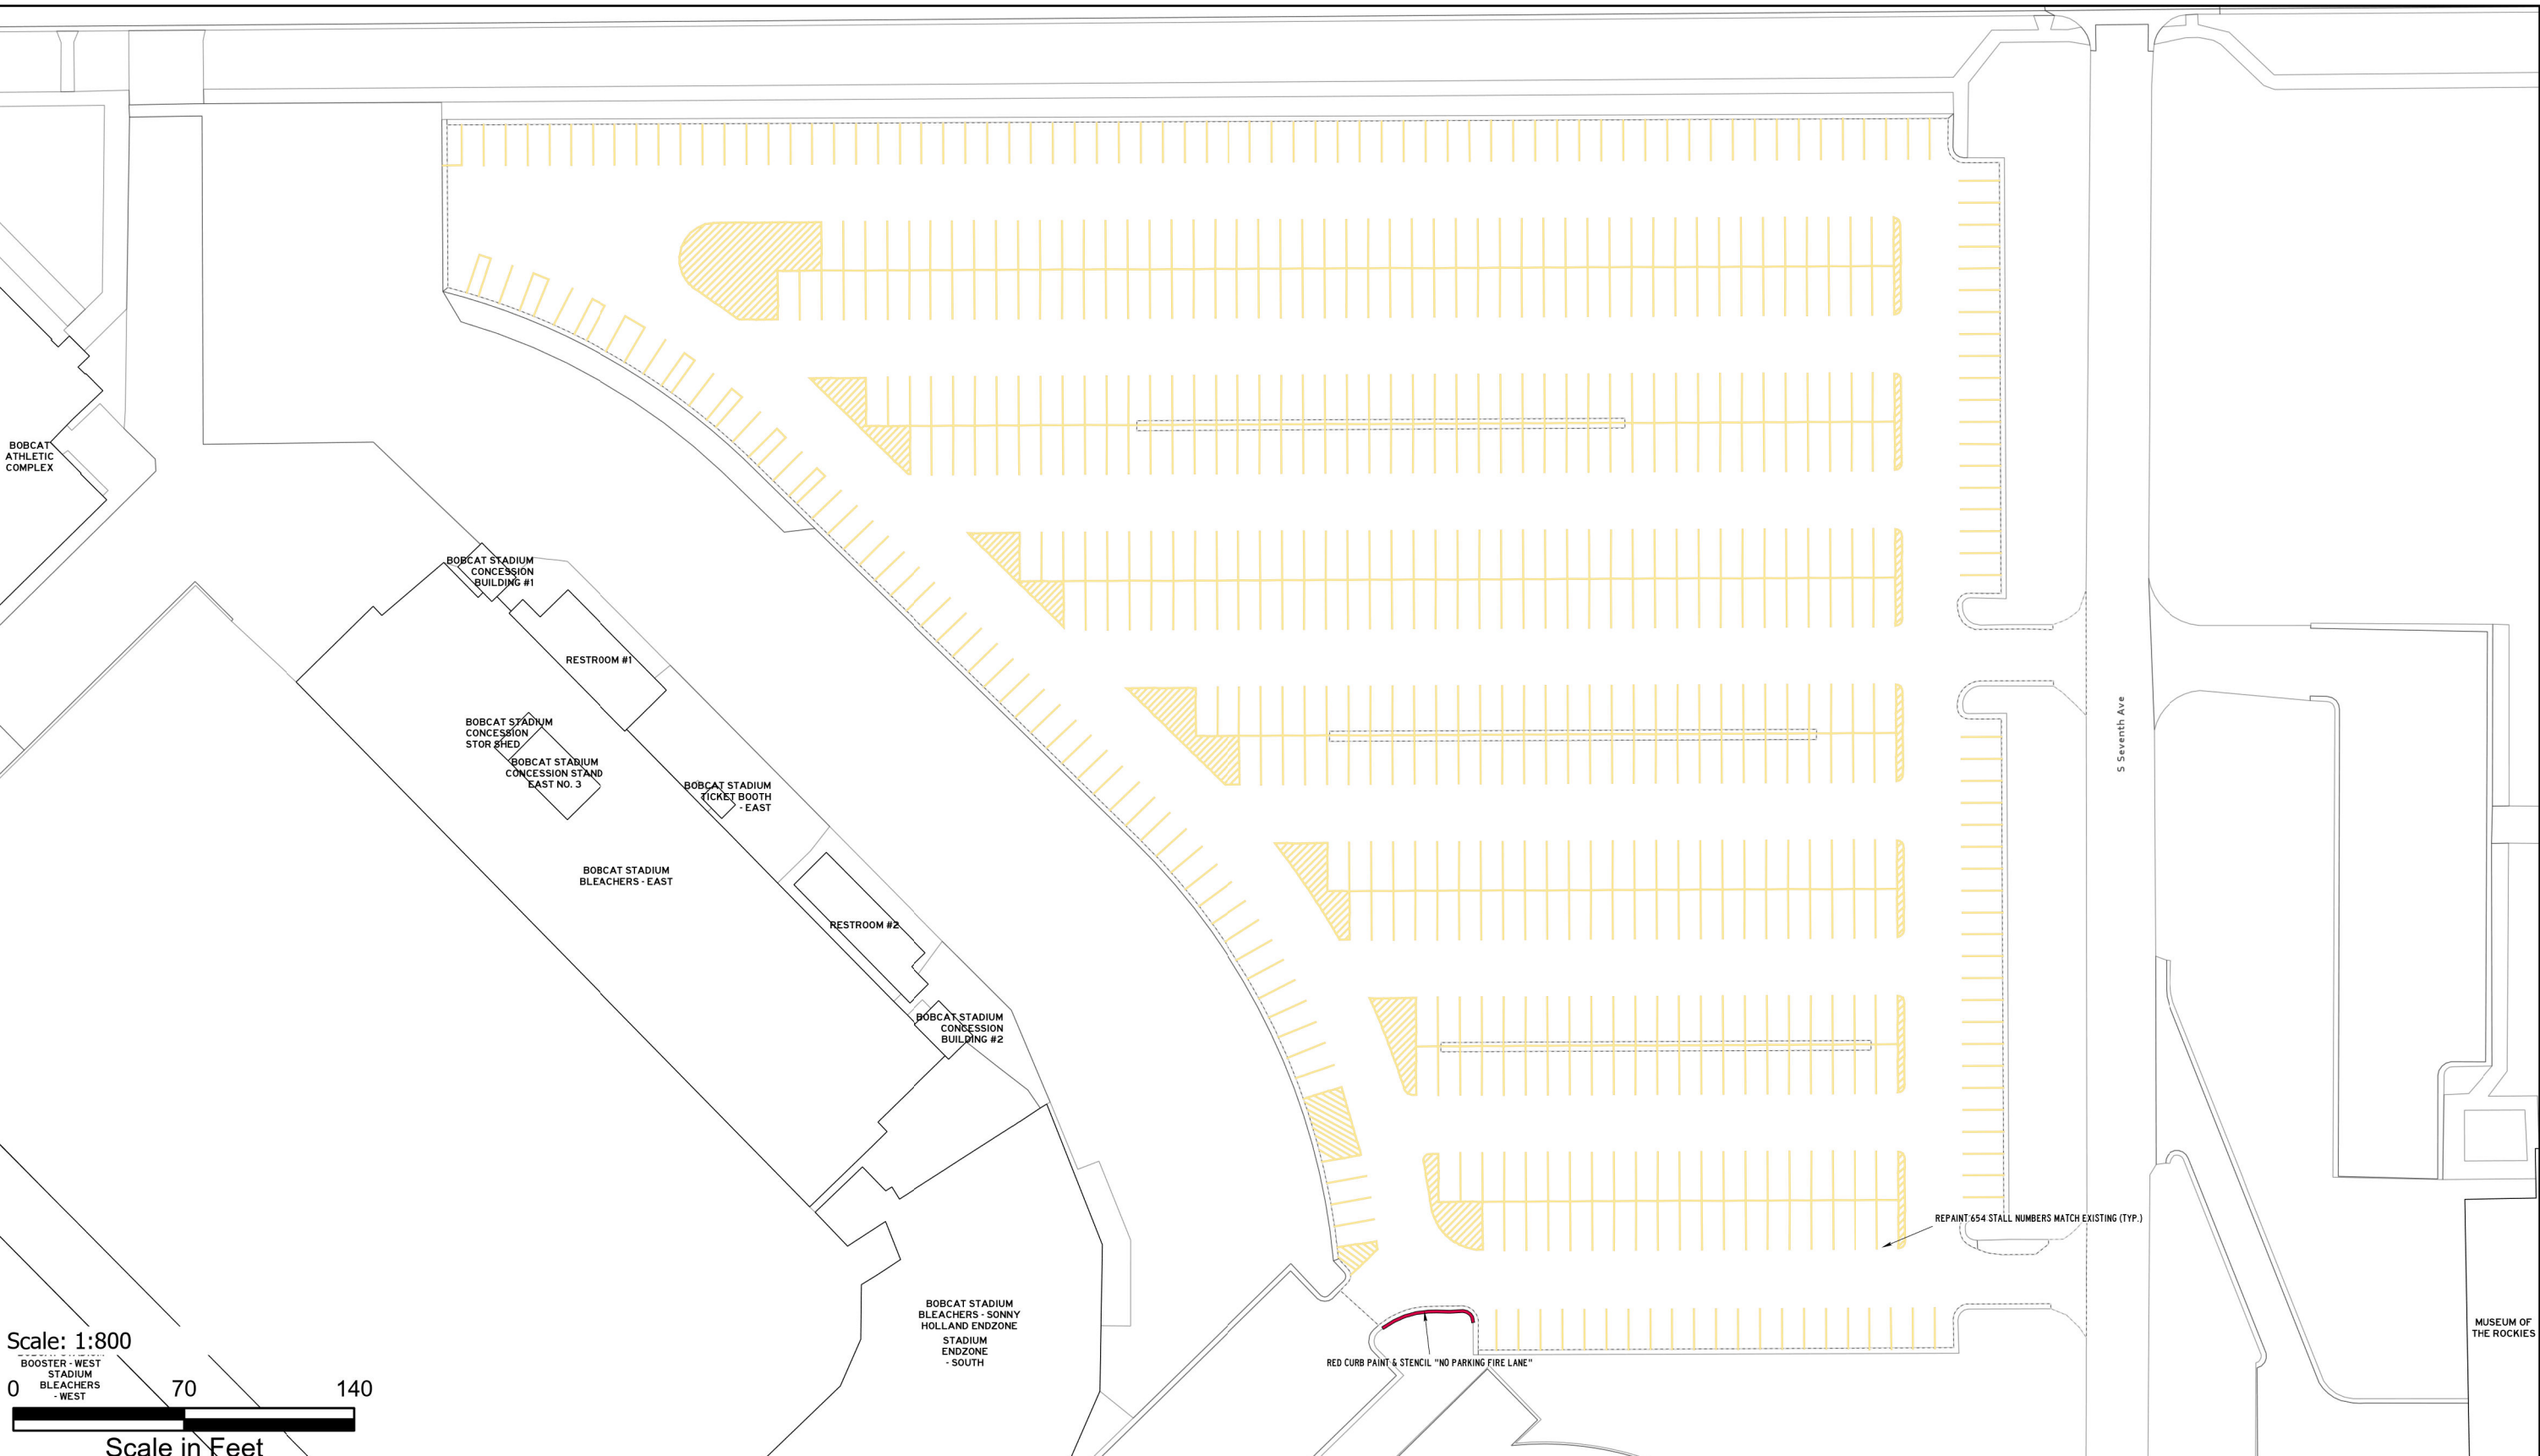 BOBCAT
ATHLETIC
COMPLEX
BOBCAT STADIUM
CONCESSION
BUILDING #1
RESTROOM #1
BOBCAT STADIUM
CONCESSION
STOR SHED
BOBCAT STADIUM
CONCESSION STAND
EAST NO. 3
BOBCAT STADIUM
TICKET BOOTH
- EAST
S Seventh Ave
BOBCAT STADIUM
BLEACHERS - EAST
RESTROOM #2
BOBCAT STADIUM
CONCESSION
BUILDING #2
REPAINT 654 STALL NUMBERS MATCH EXISTING (TYP.)
BOBCAT STADIUM
BLEACHERS - SONNY
HOLLAND ENDZONE
STADIUM
ENDZONE
- SOUTH
RED CURB PAINT & STENCIL "NO PARKING FIRE LANE"
MUSEUM OF
THE ROCKIES
Scale: 1:800
BOOSTER - WEST
STADIUM
BLEACHERS
- WEST
0 70 140
Scale in Feet